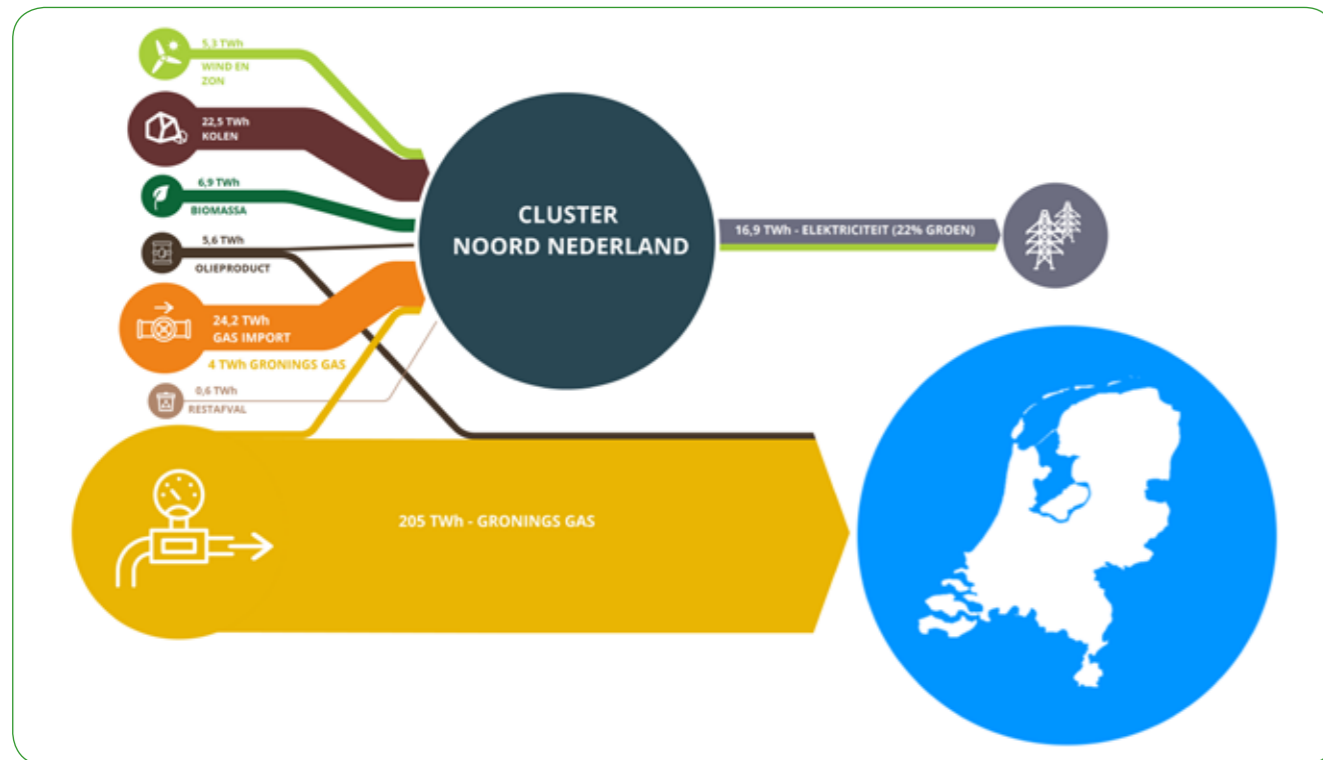 5,3 TWh
WIND EN
ZON
22,5 TWh
KOLEN
6,9 TWh
BIOMASSA
5,6 TWh
OLIEPRODUCT
24,2 TWh
GAS IMPORT
4 TWh GRONINGS GAS
0,6 TWh
RESTAFVAL
CLUSTER
NOORD NEDERLAND
16,9 TWh - ELEKTRICITEIT (22% GROEN)
205 TWh - GRONINGS GAS